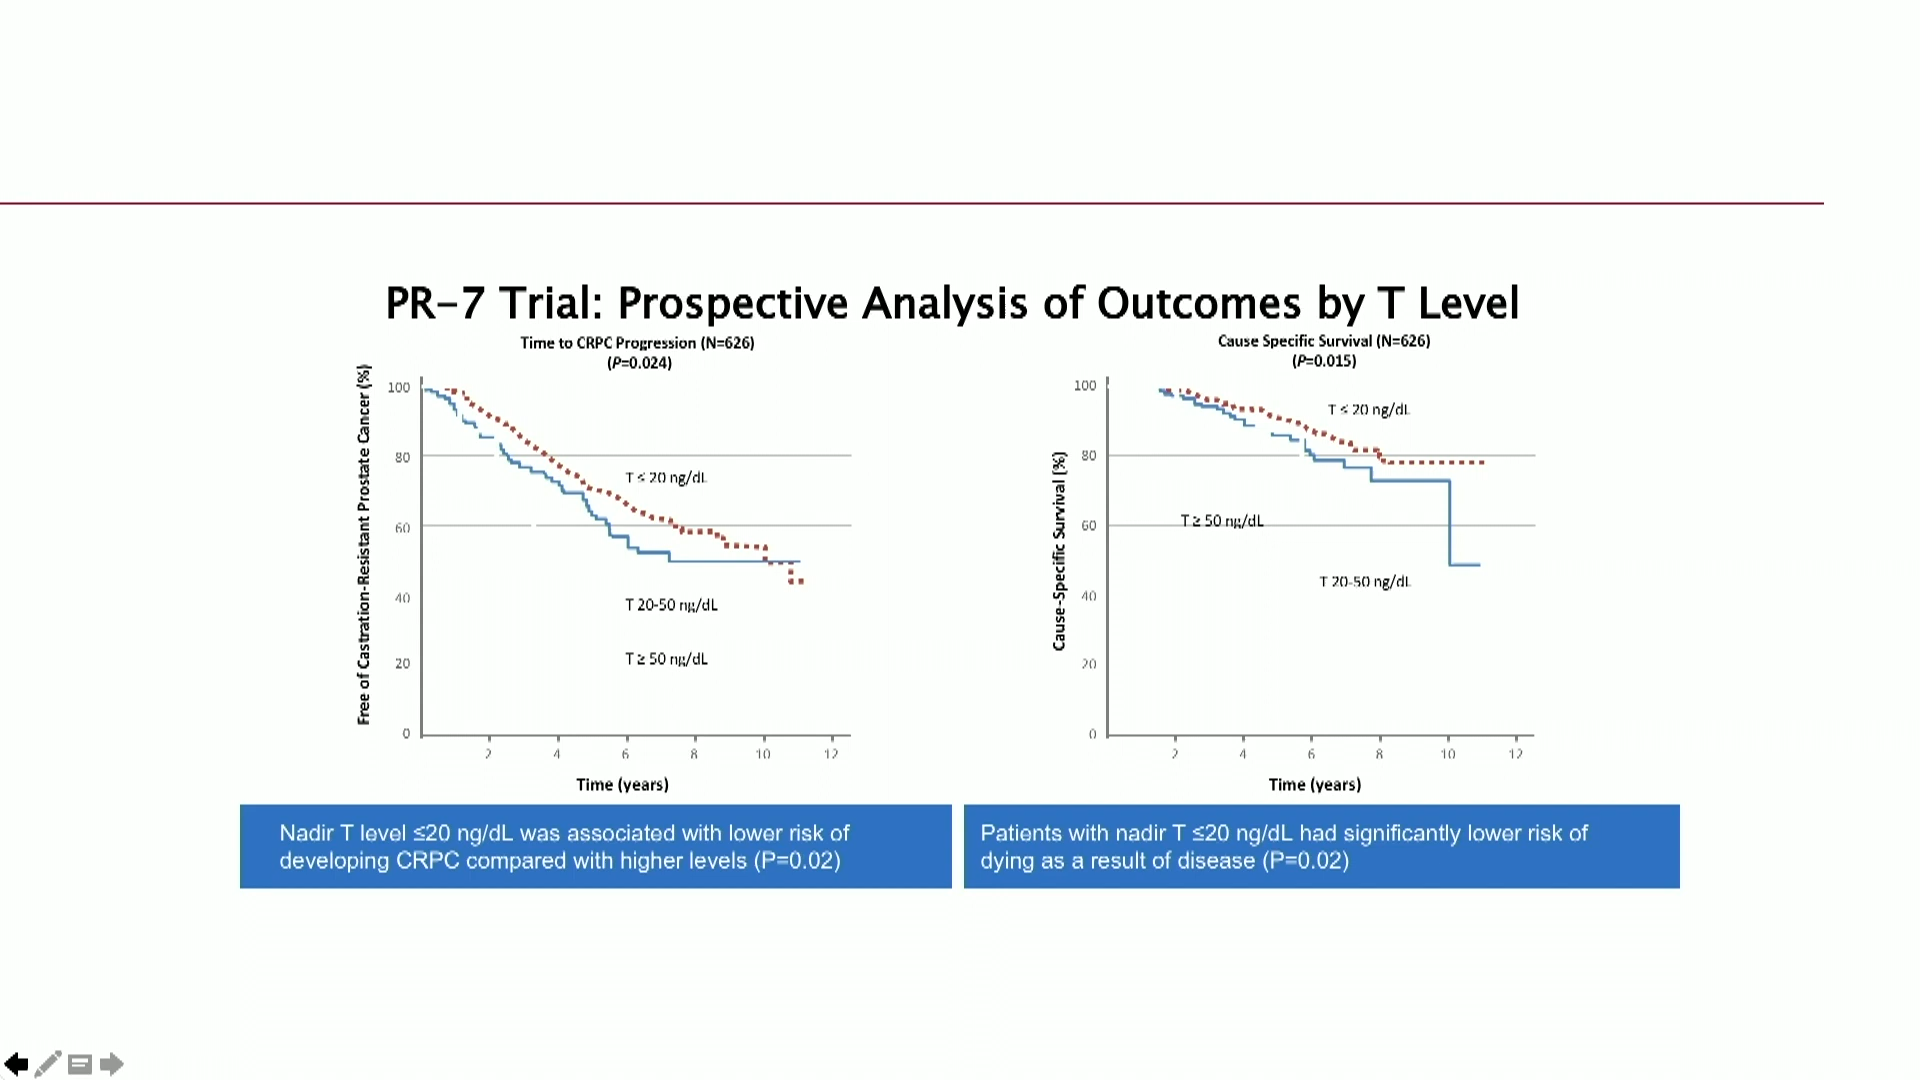 PR-7 Trial: Prospective Analysis of Outcomes by T Level
Time to CRPC Progression (N=626)
(P=0.024)
Free of Castration-Resistant Prostate Cancer (%)
100
80
60
40
20
0
T ≤ 20 ng/dL
T 20-50 ng/dL
T ≥ 50 ng/dL
2 4 6 8 10 12
Time (years)
Nadir T level ≤20 ng/dL was associated with lower risk of
developing CRPC compared with higher levels (P=0.02)
Cause Specific Survival (N=626)
(P=0.015)
Cause-Specific Survival (%)
100
80
60
40
20
0
T ≤ 20 ng/dL
T ≥ 50 ng/dL
T 20-50 ng/dL
2 4 6 8 10 12
Time (years)
Patients with nadir T ≤20 ng/dL had significantly lower risk of
dying as a result of disease (P=0.02)